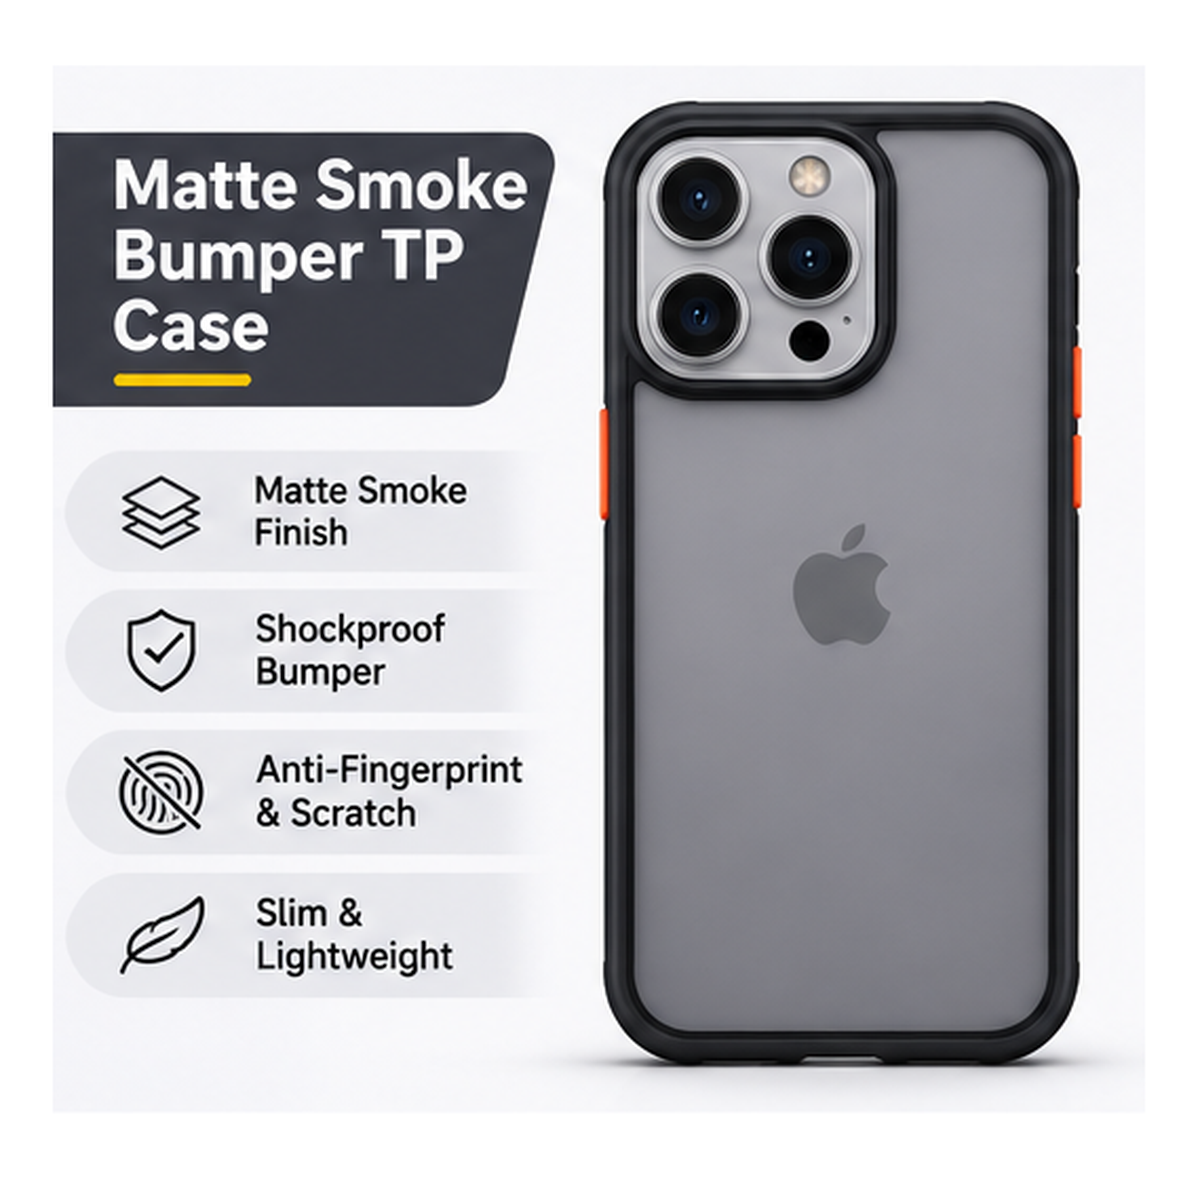 Matte Smoke
Bumper TP
Case
Matte Smoke
Finish
Shockproof
Bumper
Anti-Fingerprint
& Scratch
Slim &
Lightweight